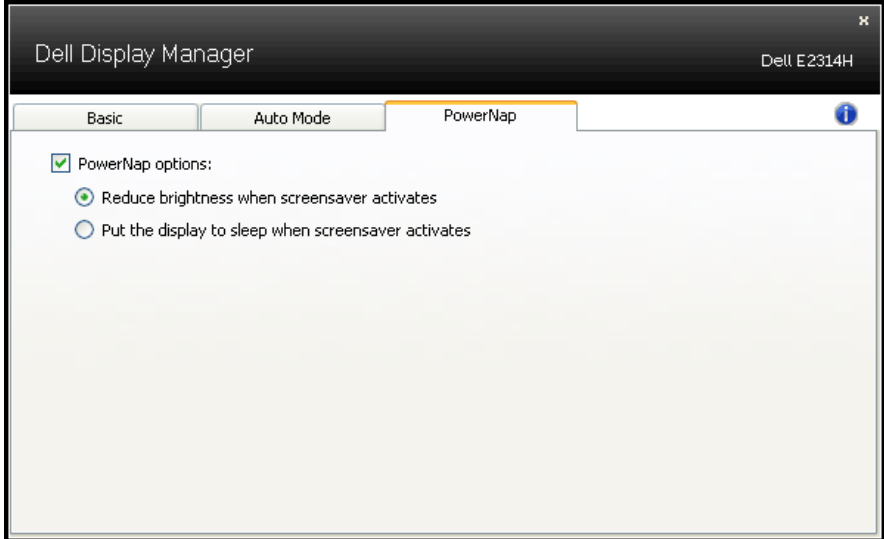 Dell Display Manager
Dell E2314H
Basic
Auto Mode
PowerNap
PowerNap options:
Reduce brightness when screensaver activates
Put the display to sleep when screensaver activates